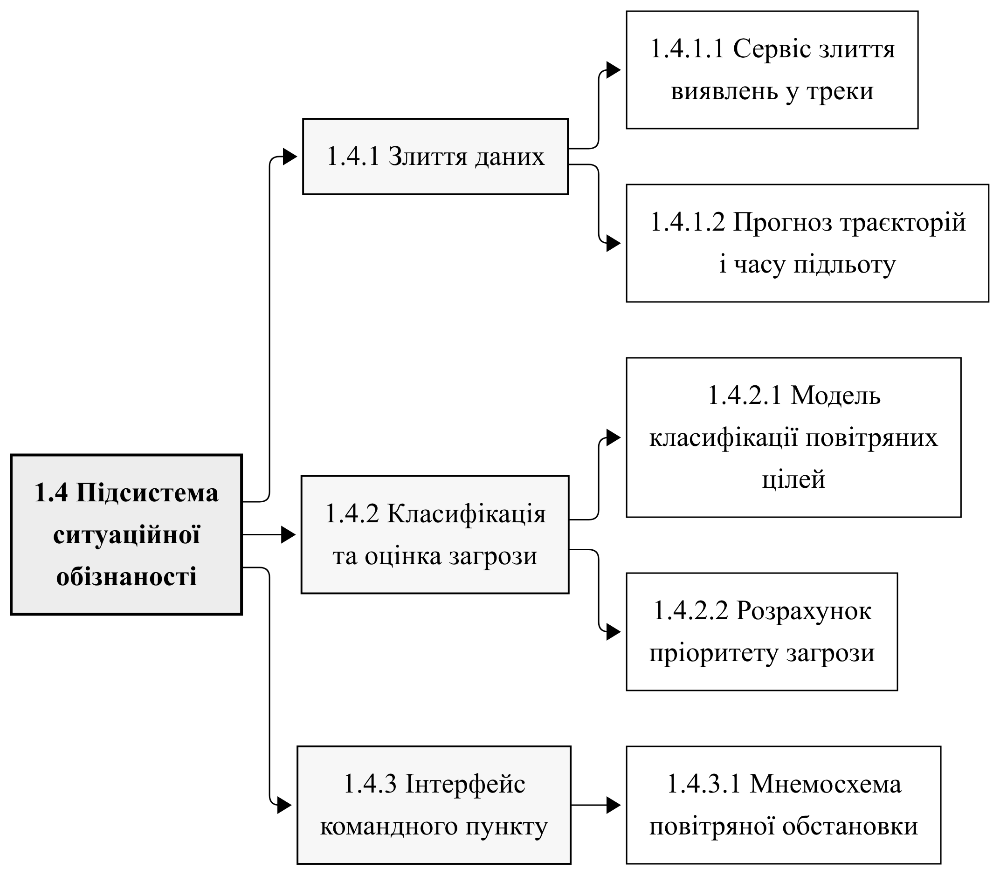 1.4 Підсистема
ситуаційної
обізнаності
1.4.1 Злиття даних
1.4.1.1 Сервіс злиття
виявлень у треки
1.4.1.2 Прогноз траєкторій
і часу підльоту
1.4.2 Класифікація
та оцінка загрози
1.4.2.1 Модель
класифікації повітряних
цілей
1.4.2.2 Розрахунок
пріоритету загрози
1.4.3 Інтерфейс
командного пункту
1.4.3.1 Мнемосхема
повітряної обстановки